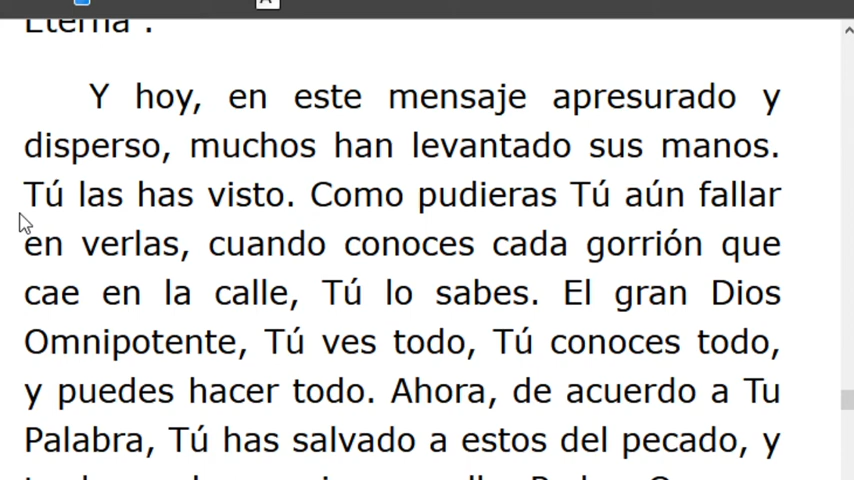 Eterna".
Y hoy, en este mensaje apresurado y
disperso, muchos han levantado sus manos.
Tú las has visto. Como pudieras Tú aún fallar
en verlas, cuando conoces cada gorrión que
cae en la calle, Tú lo sabes. El gran Dios
Omnipotente, Tú ves todo, Tú conoces todo,
y puedes hacer todo. Ahora, de acuerdo a Tu
Palabra, Tú has salvado a estos del pecado, y